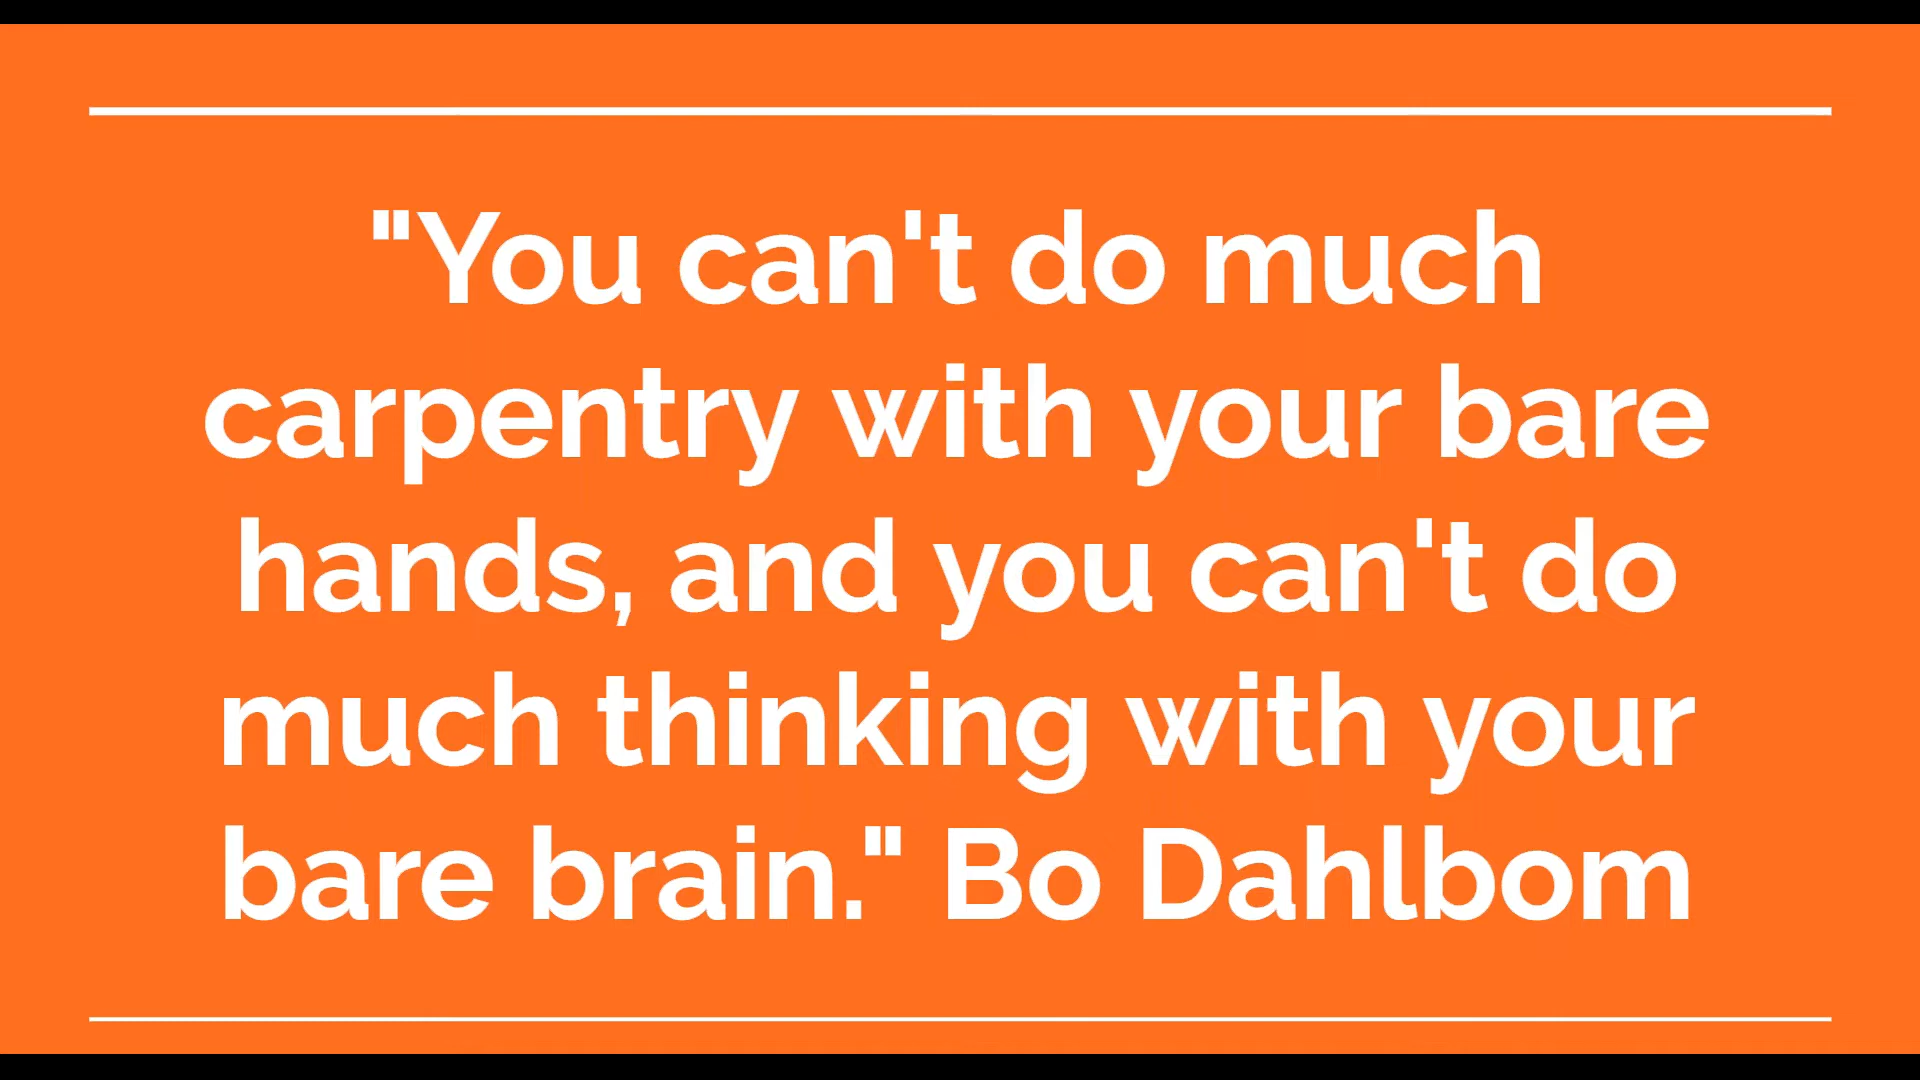 "You can't do much
carpentry with your bare
hands, and you can't do
much thinking with your
bare brain." Bo Dahlbom